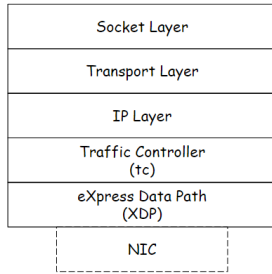 Socket Layer
Transport Layer
IP Layer
Traffic Controller
(tc)
eXpress Data Path
(XDP)
NIC